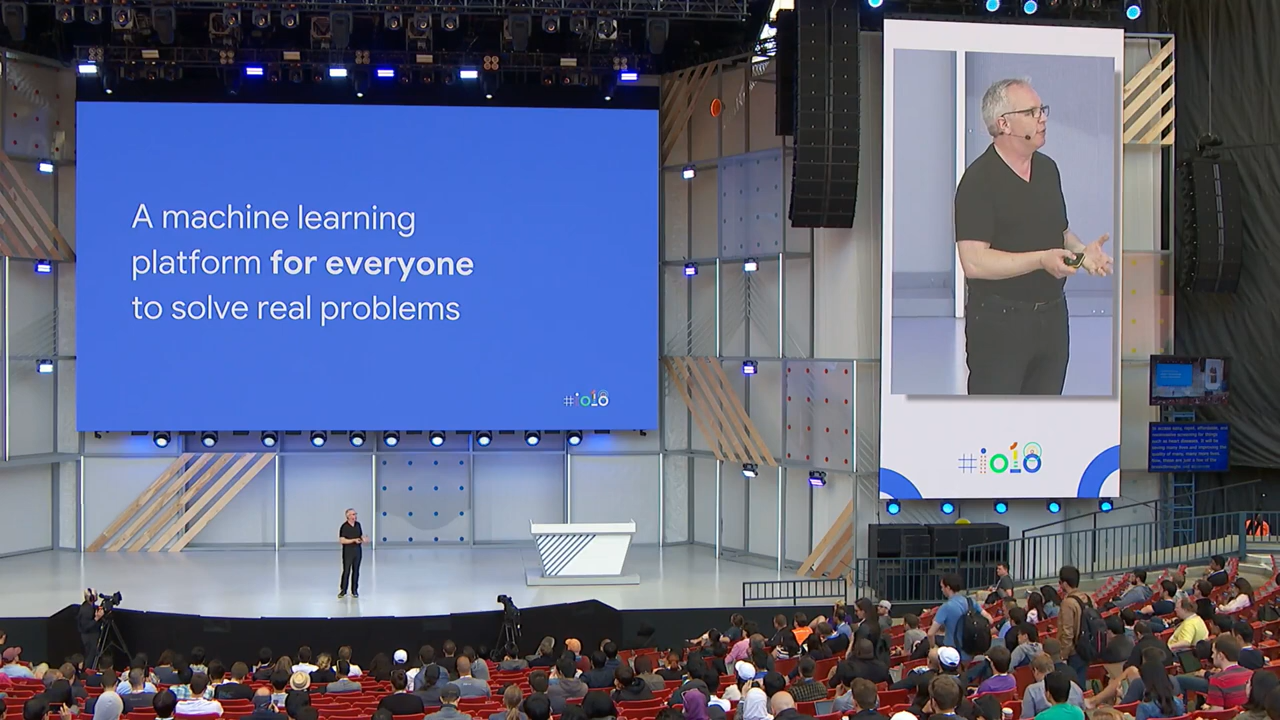 A machine learning
platform for everyone
to solve real problems
#io18
#io18